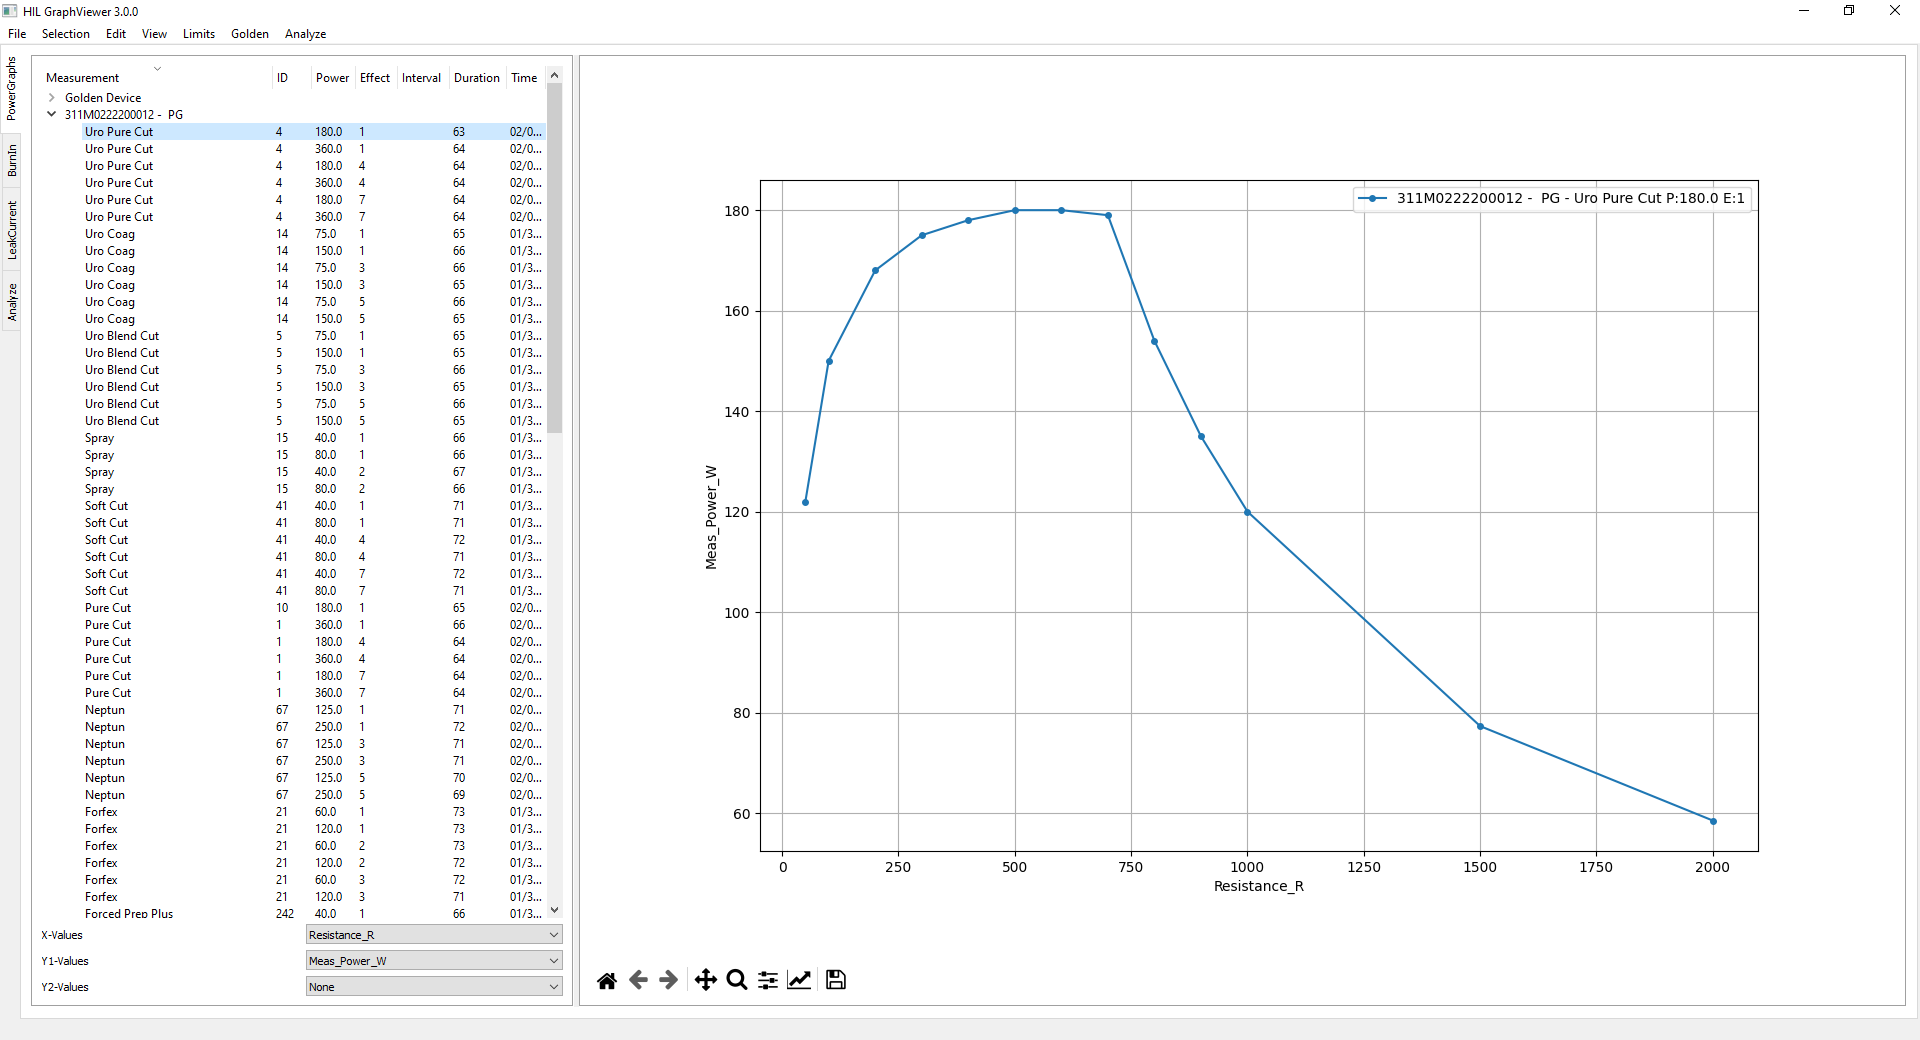 HIL GraphViewer 3.0.0
File Selection Edit View Limits Golden Analyze
PowerGraphs
BurnIn
LeakCurrent
Analyze
Measurement ID Power Effect Interval Duration Time
Golden Device
311M0222200012 - PG
Uro Pure Cut 4 180.0 1 63 02/0...
Uro Pure Cut 4 360.0 1 64 02/0...
Uro Pure Cut 4 180.0 4 64 02/0...
Uro Pure Cut 4 360.0 4 64 02/0...
Uro Pure Cut 4 180.0 7 64 02/0...
Uro Pure Cut 4 360.0 7 64 02/0...
Uro Coag 14 75.0 1 65 01/3...
Uro Coag 14 150.0 1 66 01/3...
Uro Coag 14 75.0 3 66 01/3...
Uro Coag 14 150.0 3 65 01/3...
Uro Coag 14 75.0 5 66 01/3...
Uro Coag 14 150.0 5 65 01/3...
Uro Blend Cut 5 75.0 1 65 01/3...
Uro Blend Cut 5 150.0 1 65 01/3...
Uro Blend Cut 5 75.0 3 66 01/3...
Uro Blend Cut 5 150.0 3 65 01/3...
Uro Blend Cut 5 75.0 5 66 01/3...
Uro Blend Cut 5 150.0 5 65 01/3...
Spray 15 40.0 1 66 01/3...
Spray 15 80.0 1 66 01/3...
Spray 15 40.0 2 67 01/3...
Spray 15 80.0 2 66 01/3...
Soft Cut 41 40.0 1 71 01/3...
Soft Cut 41 80.0 1 71 01/3...
Soft Cut 41 40.0 4 72 01/3...
Soft Cut 41 80.0 4 71 01/3...
Soft Cut 41 40.0 7 72 01/3...
Soft Cut 41 80.0 7 71 01/3...
Pure Cut 10 180.0 1 65 02/0...
Pure Cut 1 360.0 1 66 02/0...
Pure Cut 1 180.0 4 64 02/0...
Pure Cut 1 360.0 4 64 02/0...
Pure Cut 1 180.0 7 64 02/0...
Pure Cut 1 360.0 7 64 02/0...
Neptun 67 125.0 1 71 02/0...
Neptun 67 250.0 1 72 02/0...
Neptun 67 125.0 3 71 02/0...
Neptun 67 250.0 3 71 02/0...
Neptun 67 125.0 5 70 02/0...
Neptun 67 250.0 5 69 02/0...
Forfex 21 60.0 1 73 01/3...
Forfex 21 120.0 1 73 01/3...
Forfex 21 60.0 2 73 01/3...
Forfex 21 120.0 2 72 01/3...
Forfex 21 60.0 3 72 01/3...
Forfex 21 120.0 3 71 01/3...
Forced Prep Plus 242 40.0 1 66 01/3...
X-Values Resistance_R
Y1-Values Meas_Power_W
Y2-Values None
311M0222200012 - PG - Uro Pure Cut P:180.0 E:1
Meas_Power_W
180
160
140
120
100
80
60
0 250 500 750 1000 1250 1500 1750 2000
Resistance_R